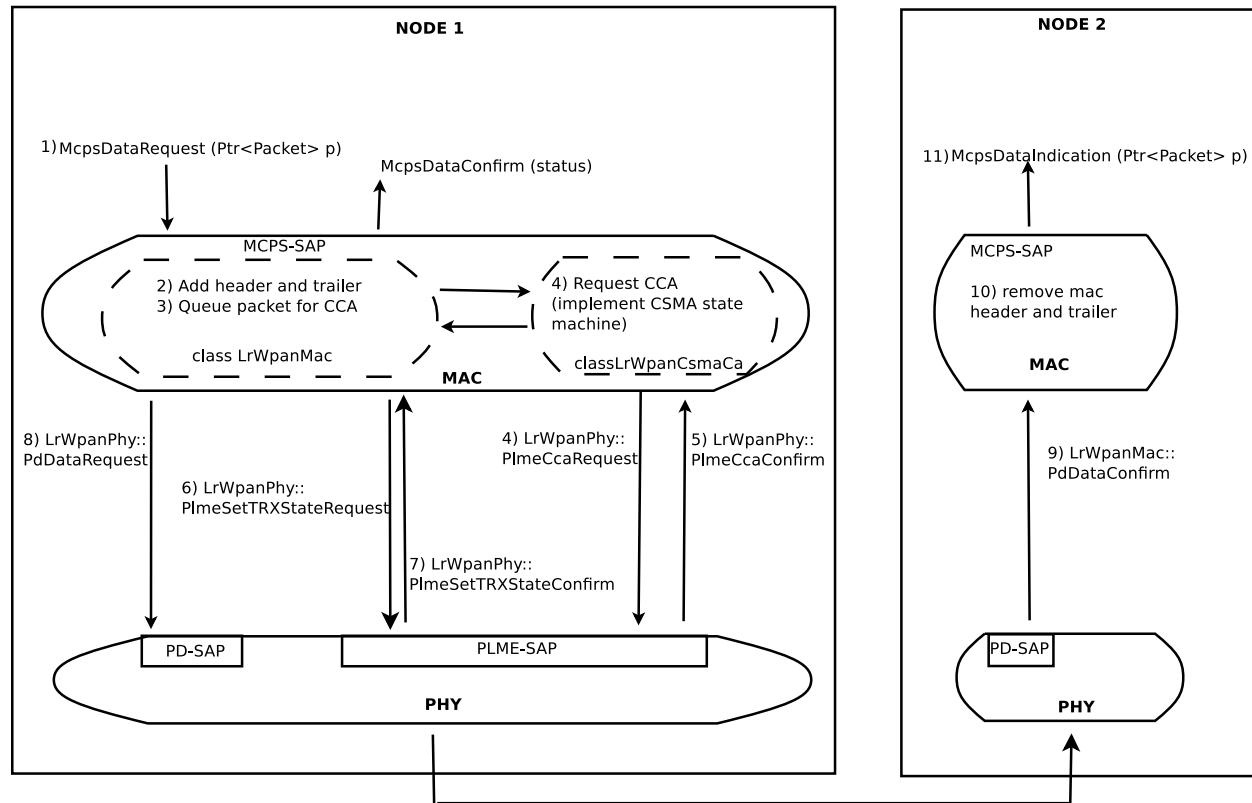 NODE 1
1) McpsDataRequest (Ptr<Packet> p)
McpsDataConfirm (status)
MCPS-SAP
2) Add header and trailer
3) Queue packet for CCA
class LrWpanMac
4) Request CCA
(implement CSMA state
machine)
classLrWpanCsmaCa
MAC
8) LrWpanPhy::
PdDataRequest
6) LrWpanPhy::
PlmeSetTRXStateRequest
7) LrWpanPhy::
PlmeSetTRXStateConfirm
4) LrWpanPhy::
PlmeCcaRequest
5) LrWpanPhy::
PlmeCcaConfirm
PD-SAP
PLME-SAP
PHY
NODE 2
11) McpsDataIndication (Ptr<Packet> p)
MCPS-SAP
10) remove mac
header and trailer
MAC
9) LrWpanMac::
PdDataConfirm
PD-SAP
PHY